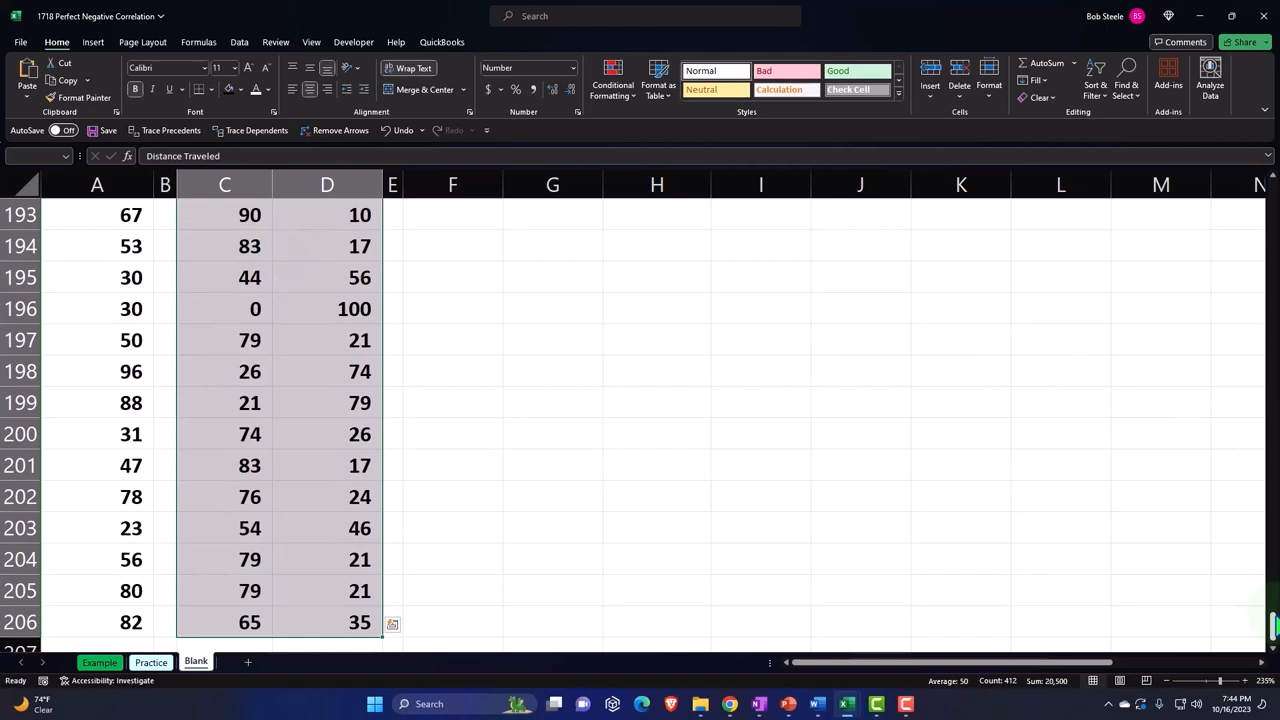 1718 Perfect Negative Correlation
Search
Bob Steele BS
File Home Insert Page Layout Formulas Data Review View Developer Help QuickBooks
Comments Share
Paste
Cut
Copy
Format Painter
Calibri 11
B I U
Wrap Text
Merge & Center
Number
$ % ,
Conditional Formatting
Format as Table
Normal Bad Good
Neutral Calculation Check Cell
Insert Delete Format
AutoSum
Fill
Clear
Sort & Filter
Find & Select
Add-ins
Analyze Data
Clipboard Font Alignment Number Styles Cells Editing Add-ins
AutoSave Off Save Trace Precedents Trace Dependents Remove Arrows Undo Redo
fx Distance Traveled
A B C D E F G H I J K L M N
193 67 90 10
194 53 83 17
195 30 44 56
196 30 0 100
197 50 79 21
198 96 26 74
199 88 21 79
200 31 74 26
201 47 83 17
202 78 76 24
203 23 54 46
204 56 79 21
205 80 79 21
206 82 65 35
207
Example Practice Blank
Ready Accessibility: Investigate Average: 50 Count: 412 Sum: 20,500 235%
74°F
Clear
Search
7:44 PM
10/16/2023